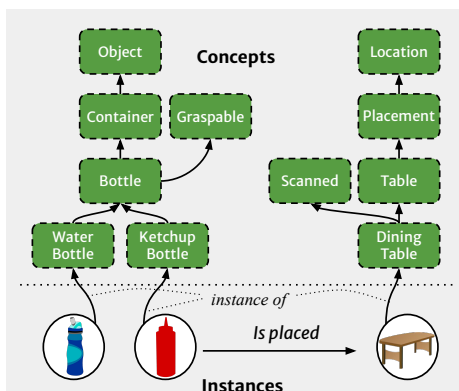 Object
Concepts
Location
Container
Graspable
Placement
Bottle
Scanned
Table
Water
Bottle
Ketchup
Bottle
Dining
Table
instance of
Is placed
Instances